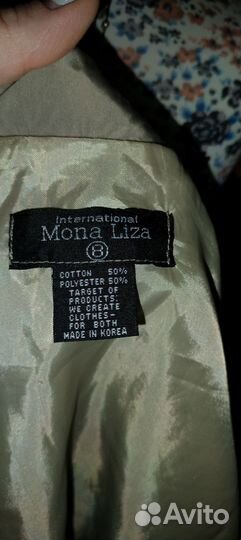 International
Mona Liza
8
COTTON 50%
POLYESTER 50%
TARGET OF
PRODUCTS:
WE CREATE
CLOTHES-
FOR BOTH
MADE IN KOREA
Avito